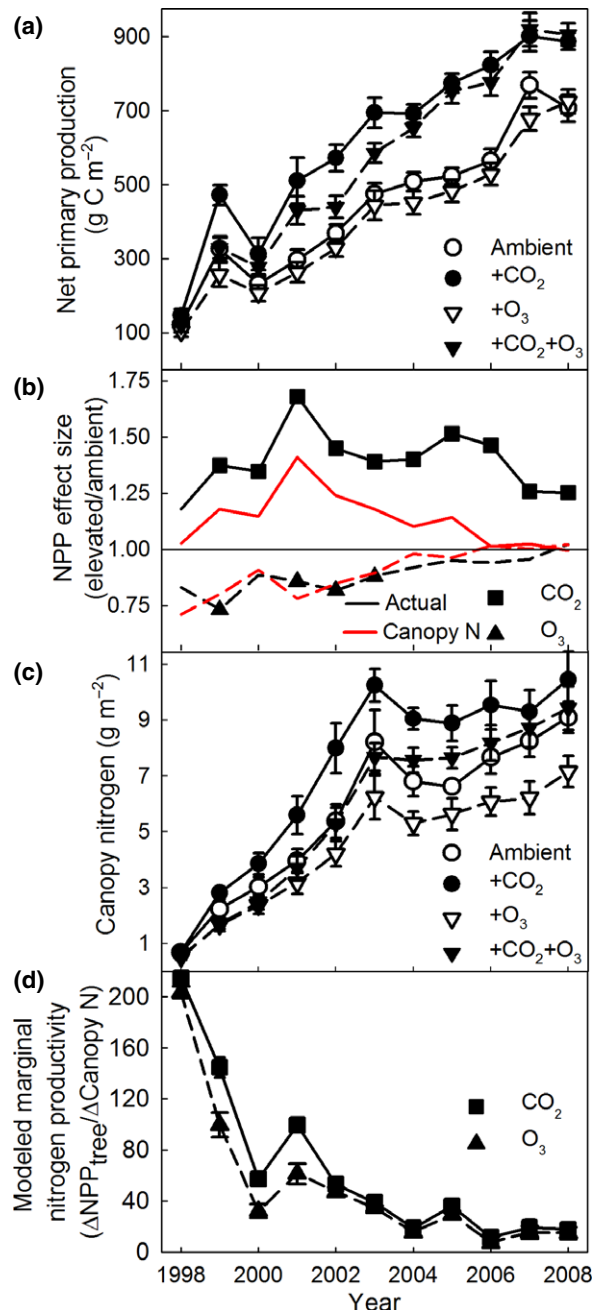 (a)
Net primary production
(g C m⁻²)
900
700
500
300
100
Ambient
+CO₂
+O₃
+CO₂+O₃
(b)
NPP effect size
(elevated/ambient)
1.75
1.50
1.25
1.00
0.75
Actual
CO₂
Canopy N
O₃
(c)
Canopy nitrogen (g m⁻²)
11
9
7
5
3
1
Ambient
+CO₂
+O₃
+CO₂+O₃
(d)
Modeled marginal
nitrogen productivity
(ΔNPPtree/ΔCanopy N)
200
160
120
80
40
0
CO₂
O₃
1998 2000 2002 2004 2006 2008
Year